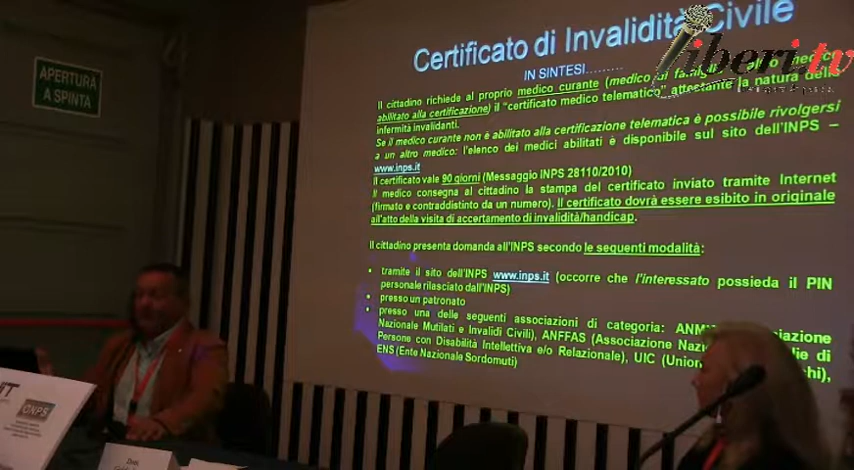 Certificato di Invalidità Civile
liberi.tv
IN SINTESI………
APERTURA
A SPINTA
Il cittadino richiede al proprio medico curante (medico di famiglia o altro medico
abilitato alla certificazione) il "certificato medico telematico" attestante la natura delle
infermità invalidanti.
Se il medico curante non è abilitato alla certificazione telematica è possibile rivolgersi
a un altro medico: l'elenco dei medici abilitati è disponibile sul sito dell'INPS –
www.inps.it
Il certificato vale 90 giorni (Messaggio INPS 28110/2010)
Il medico consegna al cittadino la stampa del certificato inviato tramite Internet
(firmato e contraddistinto da un numero). Il certificato dovrà essere esibito in originale
all'atto della visita di accertamento di invalidità/handicap.
Il cittadino presenta domanda all'INPS secondo le seguenti modalità:
• tramite il sito dell'INPS www.inps.it (occorre che l'interessato possieda il PIN
personale rilasciato dall'INPS)
• presso un patronato
• presso una delle seguenti associazioni di categoria:
Nazionale Mutilati e Invalidi Civili), ANFFAS (Associazione di
Persone con Disabilità Intellettiva e/o Relazionale), UIC
ENS (Ente Nazionale Sordomuti)
CNPS
Dott.